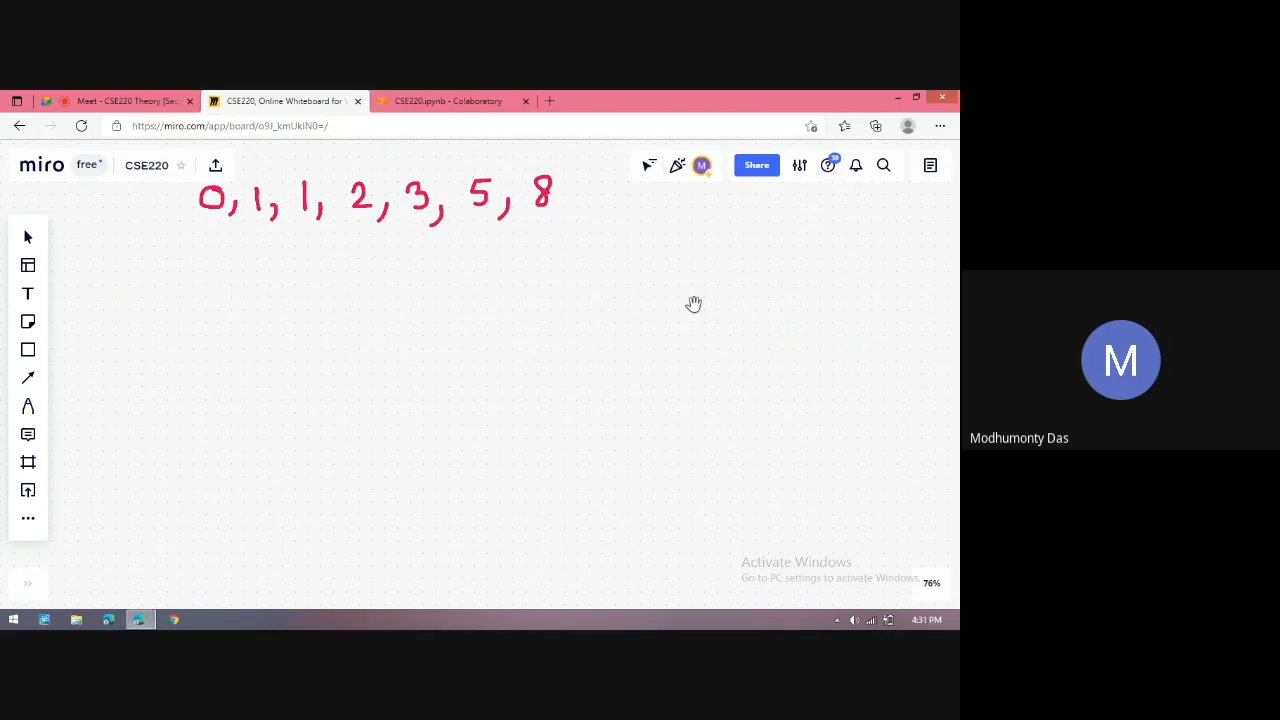 Meet - CSE220 Theory [Sec
CSE220, Online Whiteboard for V
CSE220.ipynb - Colaboratory
https://miro.com/app/board/o9J_kmUkIN0=/
miro
free
CSE220
M
Share
39
0, 1, 1, 2, 3, 5, 8
T
M
Modhumonty Das
Activate Windows
Go to PC settings to activate Windows.
76%
4:31 PM